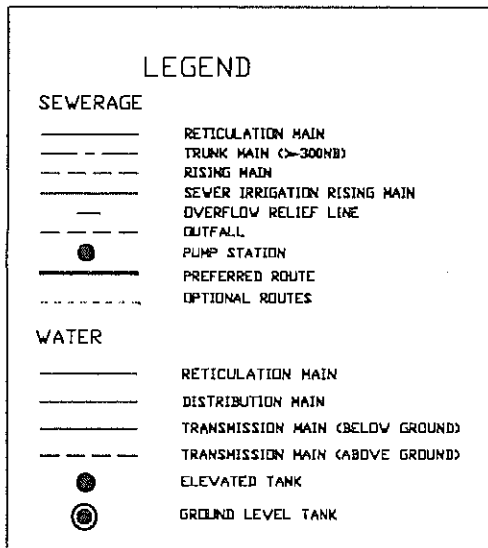 LEGEND
SEWERAGE
RETICULATION MAIN
TRUNK MAIN (>=300NB)
RISING MAIN
SEWER IRRIGATION RISING MAIN
OVERFLOW RELIEF LINE
OUTFALL
PUMP STATION
PREFERRED ROUTE
OPTIONAL ROUTES
WATER
RETICULATION MAIN
DISTRIBUTION MAIN
TRANSMISSION MAIN (BELOW GROUND)
TRANSMISSION MAIN (ABOVE GROUND)
ELEVATED TANK
GROUND LEVEL TANK